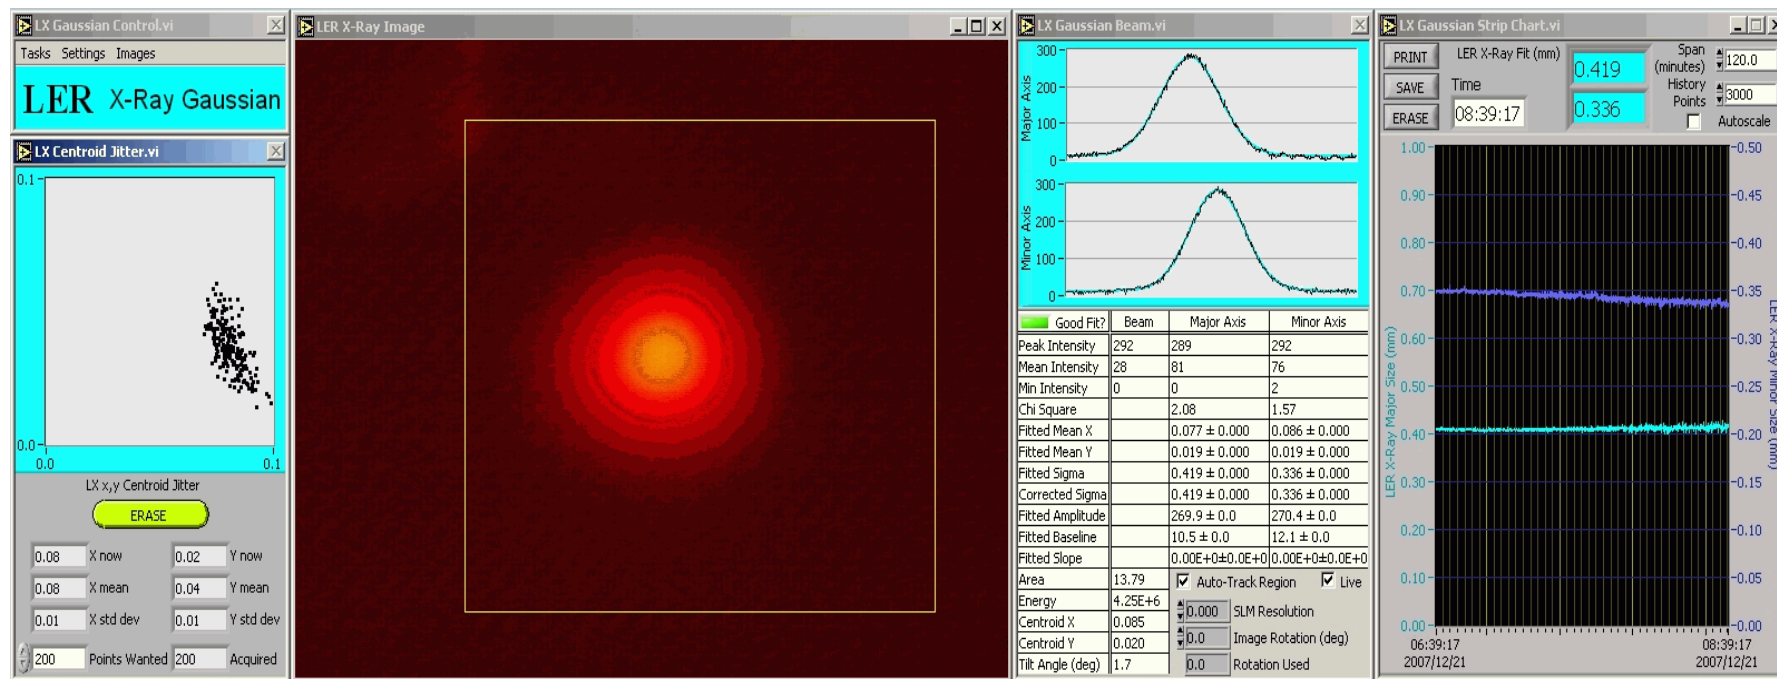 LX Gaussian Control.vi
Tasks Settings Images
LER X-Ray Gaussian
LX Centroid Jitter.vi
0.1
0.0
0.0 0.1
LX x,y Centroid Jitter
ERASE
0.08 X now 0.02 Y now
0.08 X mean 0.04 Y mean
0.01 X std dev 0.01 Y std dev
200 Points Wanted 200 Acquired
LER X-Ray Image
LX Gaussian Beam.vi
Major Axis
300
200
100
0
Minor Axis
300
200
100
0
Good Fit? Beam Major Axis Minor Axis
Peak Intensity 292 289 292
Mean Intensity 28 81 76
Min Intensity 0 0 2
Chi Square 2.08 1.57
Fitted Mean X 0.077 ± 0.000 0.086 ± 0.000
Fitted Mean Y 0.019 ± 0.000 0.019 ± 0.000
Fitted Sigma 0.419 ± 0.000 0.336 ± 0.000
Corrected Sigma 0.419 ± 0.000 0.336 ± 0.000
Fitted Amplitude 269.9 ± 0.0 270.4 ± 0.0
Fitted Baseline 10.5 ± 0.0 12.1 ± 0.0
Fitted Slope 0.00E+0±0.0E+0 0.00E+0±0.0E+0
Area 13.79
Energy 4.25E+6
Centroid X 0.085
Centroid Y 0.020
Tilt Angle (deg) 1.7
Auto-Track Region Live
0.000 SLM Resolution
0.0 Image Rotation (deg)
0.0 Rotation Used
LX Gaussian Strip Chart.vi
PRINT
SAVE
ERASE
LER X-Ray Fit (mm)
Time
08:39:17
0.419
0.336
Span (minutes) 120.0
History Points 3000
Autoscale
LER X-Ray Major Size (mm)
1.00
0.90
0.80
0.70
0.60
0.50
0.40
0.30
0.20
0.10
0.00
0.50
0.45
0.40
0.35
0.30
0.25
0.20
0.15
0.10
0.05
0.00
LER X-Ray Minor Size (mm)
06:39:17 08:39:17
2007/12/21 2007/12/21